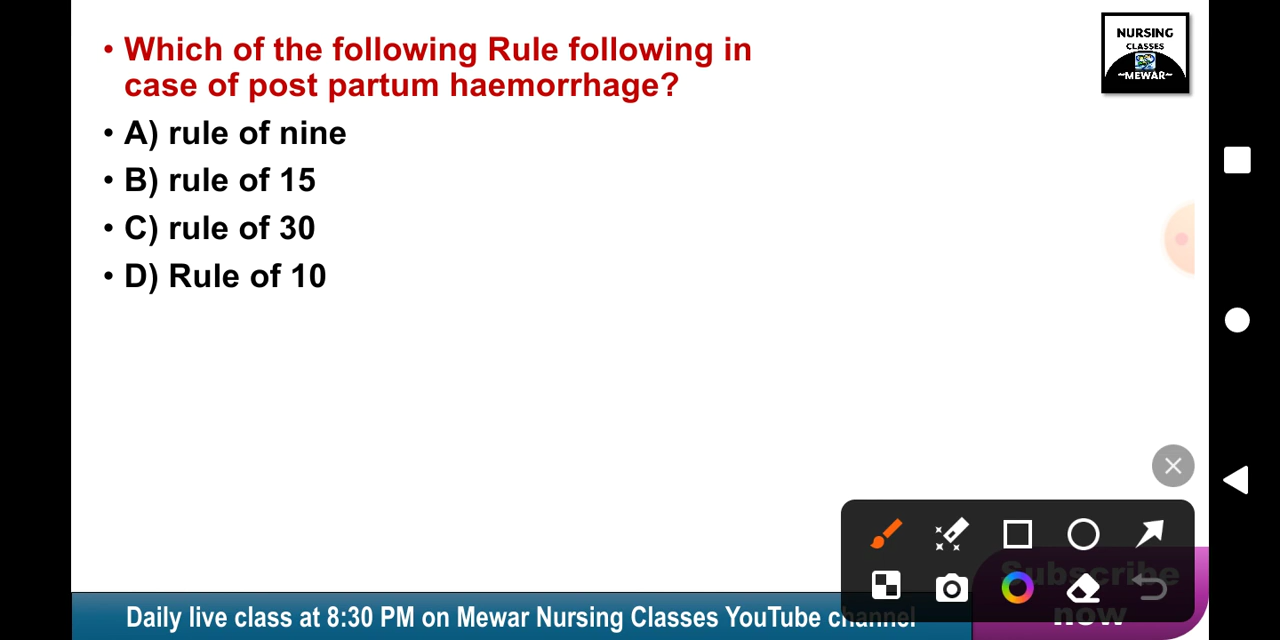 • Which of the following Rule following in
case of post partum haemorrhage?
• A) rule of nine
• B) rule of 15
• C) rule of 30
• D) Rule of 10
NURSING
CLASSES
~MEWAR~
Daily live class at 8:30 PM on Mewar Nursing Classes YouTube channel
Subscribe
now